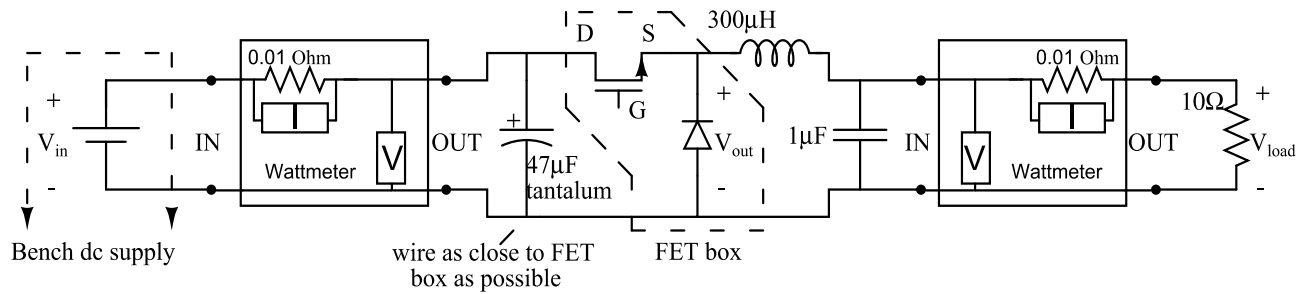 300μH
D
S
G
0.01 Ohm
+
V_in
-
IN
V
OUT
Wattmeter
+
47μF
tantalum
+
V_out
-
1μF
IN
V
0.01 Ohm
OUT
Wattmeter
10Ω
+
V_load
-
Bench dc supply
wire as close to FET
box as possible
FET box